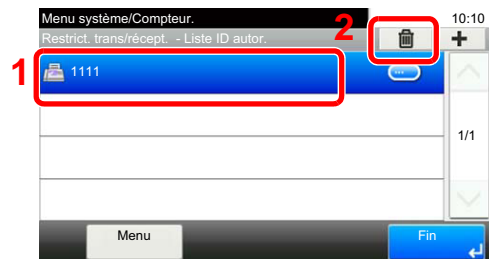 Menu système/Compteur.
10:10
Restrict. trans/récept. - Liste ID autor.
2
1
1111
1/1
Menu
Fin